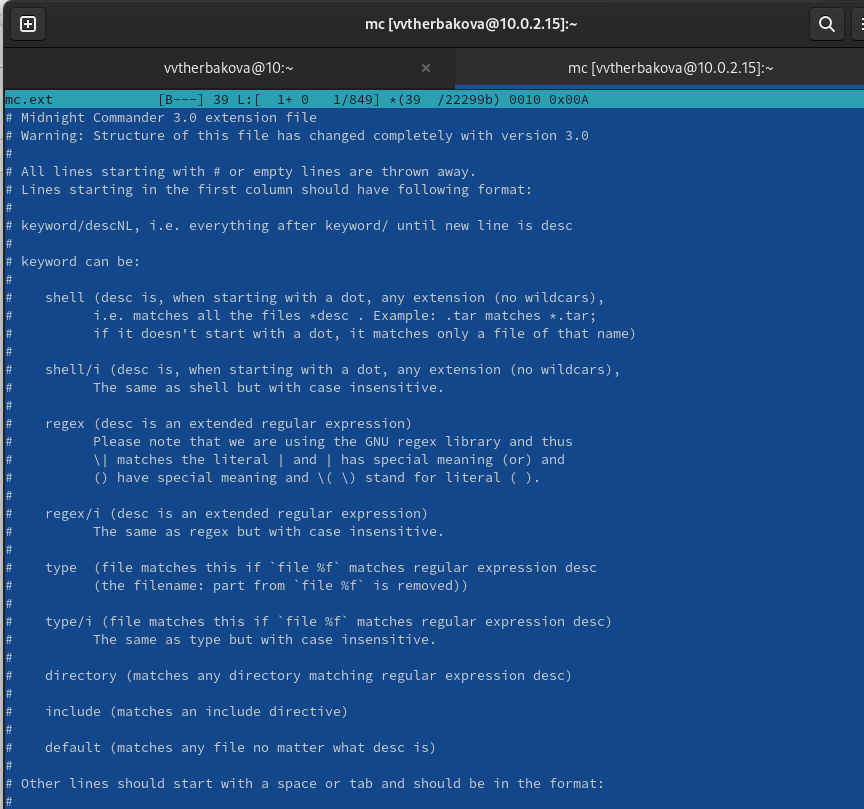 mc [vvtherbakova@10.0.2.15]:~
vvtherbakova@10:~ × mc [vvtherbakova@10.0.2.15]:~
mc.ext [B---] 39 L:[ 1+ 0 1/849] *(39 /22299b) 0010 0x00A
# Midnight Commander 3.0 extension file
# Warning: Structure of this file has changed completely with version 3.0
#
# All lines starting with # or empty lines are thrown away.
# Lines starting in the first column should have following format:
#
# keyword/descNL, i.e. everything after keyword/ until new line is desc
#
# keyword can be:
#
#    shell (desc is, when starting with a dot, any extension (no wildcars),
#          i.e. matches all the files *desc . Example: .tar matches *.tar;
#          if it doesn't start with a dot, it matches only a file of that name)
#
#    shell/i (desc is, when starting with a dot, any extension (no wildcars),
#          The same as shell but with case insensitive.
#
#    regex (desc is an extended regular expression)
#          Please note that we are using the GNU regex library and thus
#          \| matches the literal | and | has special meaning (or) and
#          () have special meaning and \( \) stand for literal ( ).
#
#    regex/i (desc is an extended regular expression)
#          The same as regex but with case insensitive.
#
#    type  (file matches this if `file %f` matches regular expression desc
#          (the filename: part from `file %f` is removed))
#
#    type/i (file matches this if `file %f` matches regular expression desc)
#          The same as type but with case insensitive.
#
#    directory (matches any directory matching regular expression desc)
#
#    include (matches an include directive)
#
#    default (matches any file no matter what desc is)
#
# Other lines should start with a space or tab and should be in the format:
#